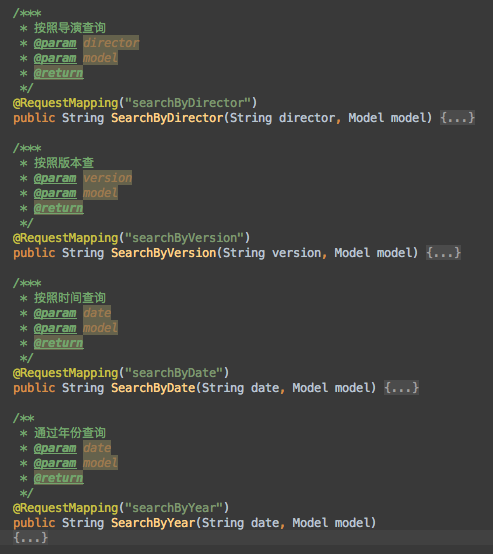 /***
 * 按照导演查询
 * @param director
 * @param model
 * @return
 */
@RequestMapping("searchByDirector")
public String SearchByDirector(String director, Model model) {...}
/***
 * 按照版本查
 * @param version
 * @param model
 * @return
 */
@RequestMapping("searchByVersion")
public String SearchByVersion(String version, Model model) {...}
/***
 * 按照时间查询
 * @param date
 * @param model
 * @return
 */
@RequestMapping("searchByDate")
public String SearchByDate(String date, Model model) {...}
/**
 * 通过年份查询
 * @param date
 * @param model
 * @return
 */
@RequestMapping("searchByYear")
public String SearchByYear(String date, Model model)
{...}